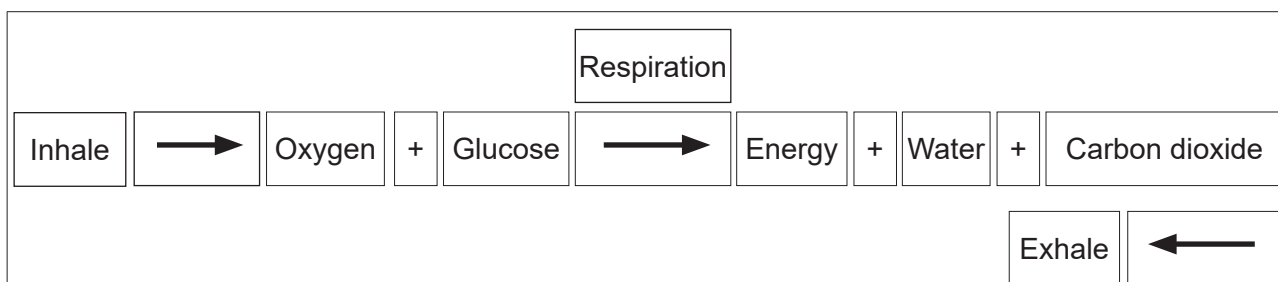 Respiration
Inhale → Oxygen + Glucose → Energy + Water + Carbon dioxide
Exhale ←